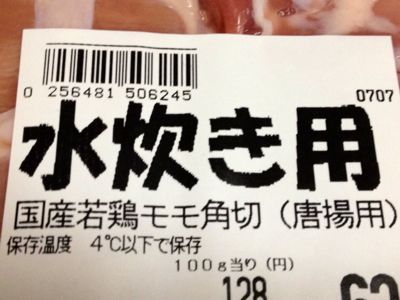 0 256481 506245
0707
水炊き用
国産若鶏モモ角切（唐揚用）
保存温度 4℃以下で保存
100g当り（円）
128